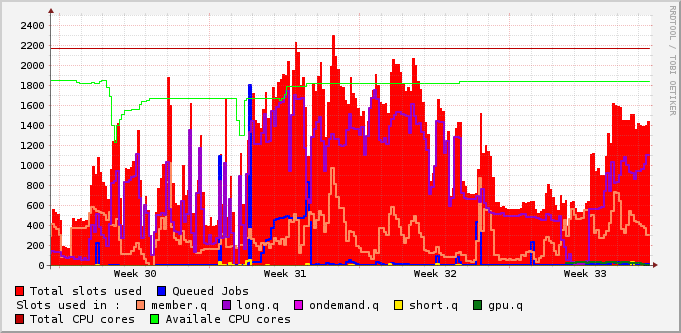 2400
2200
2000
1800
1600
1400
1200
1000
800
600
400
200
0
Week 30 Week 31 Week 32 Week 33
RRDTOOL / TOBI OETIKER
Total slots used Queued Jobs
Slots used in : member.q long.q ondemand.q short.q gpu.q
Total CPU cores Availale CPU cores